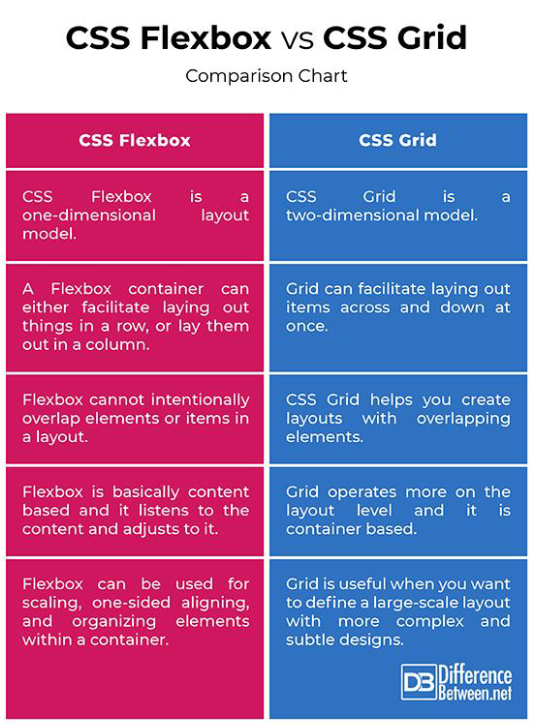 CSS Flexbox vs CSS Grid
Comparison Chart
CSS Flexbox
CSS Grid
CSS Flexbox is a
one-dimensional layout
model.
CSS Grid is a
two-dimensional model.
A Flexbox container can
either facilitate laying out
things in a row, or lay them
out in a column.
Grid can facilitate laying out
items across and down at
once.
Flexbox cannot intentionally
overlap elements or items in
a layout.
CSS Grid helps you create
layouts with overlapping
elements.
Flexbox is basically content
based and it listens to the
content and adjusts to it.
Grid operates more on the
layout level and it is
container based.
Flexbox can be used for
scaling, one-sided aligning,
and organizing elements
within a container.
Grid is useful when you want
to define a large-scale layout
with more complex and
subtle designs.
DB Difference
Between.net